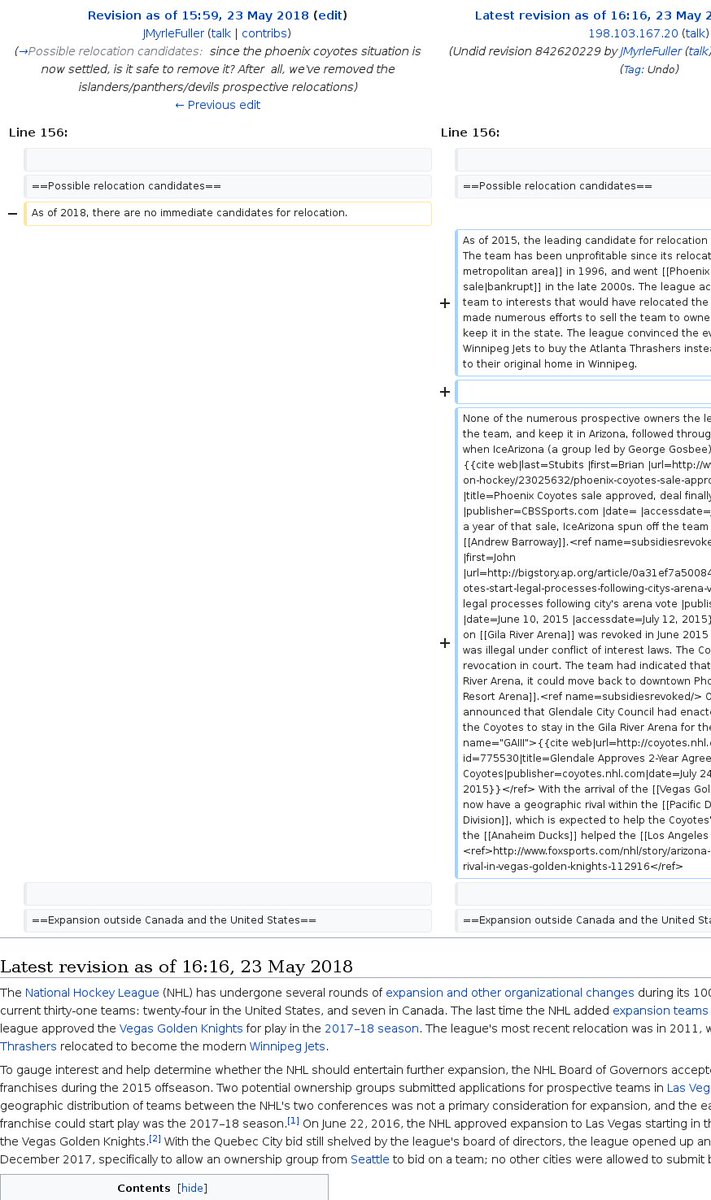 Revision as of 15:59, 23 May 2018 (edit)
JMyrleFuller (talk | contribs)
(→Possible relocation candidates: since the phoenix coyotes situation is
now settled, is it safe to remove it? After all, we've removed the
islanders/panthers/devils prospective relocations)
← Previous edit
Latest revision as of 16:16, 23 May 2
198.103.167.20 (talk)
(Undid revision 842620229 by JMyrleFuller (talk)
(Tag: Undo)
Line 156:
Line 156:
==Possible relocation candidates==
==Possible relocation candidates==
− As of 2018, there are no immediate candidates for relocation.
As of 2015, the leading candidate for relocation
The team has been unprofitable since its relocat
metropolitan area]] in 1996, and went [[Phoenix
sale|bankrupt]] in the late 2000s. The league ac
+ team to interests that would have relocated the
made numerous efforts to sell the team to owne
keep it in the state. The league convinced the ev
Winnipeg Jets to buy the Atlanta Thrashers inste
to their original home in Winnipeg.
+
None of the numerous prospective owners the le
the team, and keep it in Arizona, followed throug
when IceArizona (a group led by George Gosbee)
{{cite web|last=Stubits |first=Brian |url=http://w
on-hockey/23025632/phoenix-coyotes-sale-appro
|title=Phoenix Coyotes sale approved, deal finally
|publisher=CBSSports.com |date= |accessdate=J
a year of that sale, IceArizona spun off the team
[[Andrew Barroway]].<ref name=subsidiesrevoke
|first=John
|url=http://bigstory.ap.org/article/0a31ef7a50084
otes-start-legal-processes-following-citys-arena-v
legal processes following city's arena vote |publis
|date=June 10, 2015 |accessdate=July 12, 2015}
on [[Gila River Arena]] was revoked in June 2015
+ was illegal under conflict of interest laws. The Co
revocation in court. The team had indicated that
River Arena, it could move back to downtown Pho
Resort Arena]].<ref name=subsidiesrevoked/> O
announced that Glendale City Council had enacte
the Coyotes to stay in the Gila River Arena for the
name="GAIII">{{cite web|url=http://coyotes.nhl.c
id=775530|title=Glendale Approves 2-Year Agree
Coyotes|publisher=coyotes.nhl.com|date=July 24
2015}}</ref> With the arrival of the [[Vegas Gol
now have a geographic rival within the [[Pacific D
Division]], which is expected to help the Coyotes'
the [[Anaheim Ducks]] helped the [[Los Angeles
<ref>http://www.foxsports.com/nhl/story/arizona-
rival-in-vegas-golden-knights-112916</ref>
==Expansion outside Canada and the United States==
==Expansion outside Canada and the United Sta
Latest revision as of 16:16, 23 May 2018
The National Hockey League (NHL) has undergone several rounds of expansion and other organizational changes during its 100
current thirty-one teams: twenty-four in the United States, and seven in Canada. The last time the NHL added expansion teams
league approved the Vegas Golden Knights for play in the 2017–18 season. The league's most recent relocation was in 2011, w
Thrashers relocated to become the modern Winnipeg Jets.
To gauge interest and help determine whether the NHL should entertain further expansion, the NHL Board of Governors accepte
franchises during the 2015 offseason. Two potential ownership groups submitted applications for prospective teams in Las Veg
geographic distribution of teams between the NHL's two conferences was not a primary consideration for expansion, and the ea
franchise could start play was the 2017–18 season.[1] On June 22, 2016, the NHL approved expansion to Las Vegas starting in th
the Vegas Golden Knights.[2] With the Quebec City bid still shelved by the league's board of directors, the league opened up an
December 2017, specifically to allow an ownership group from Seattle to bid on a team; no other cities were allowed to submit b
Contents [hide]